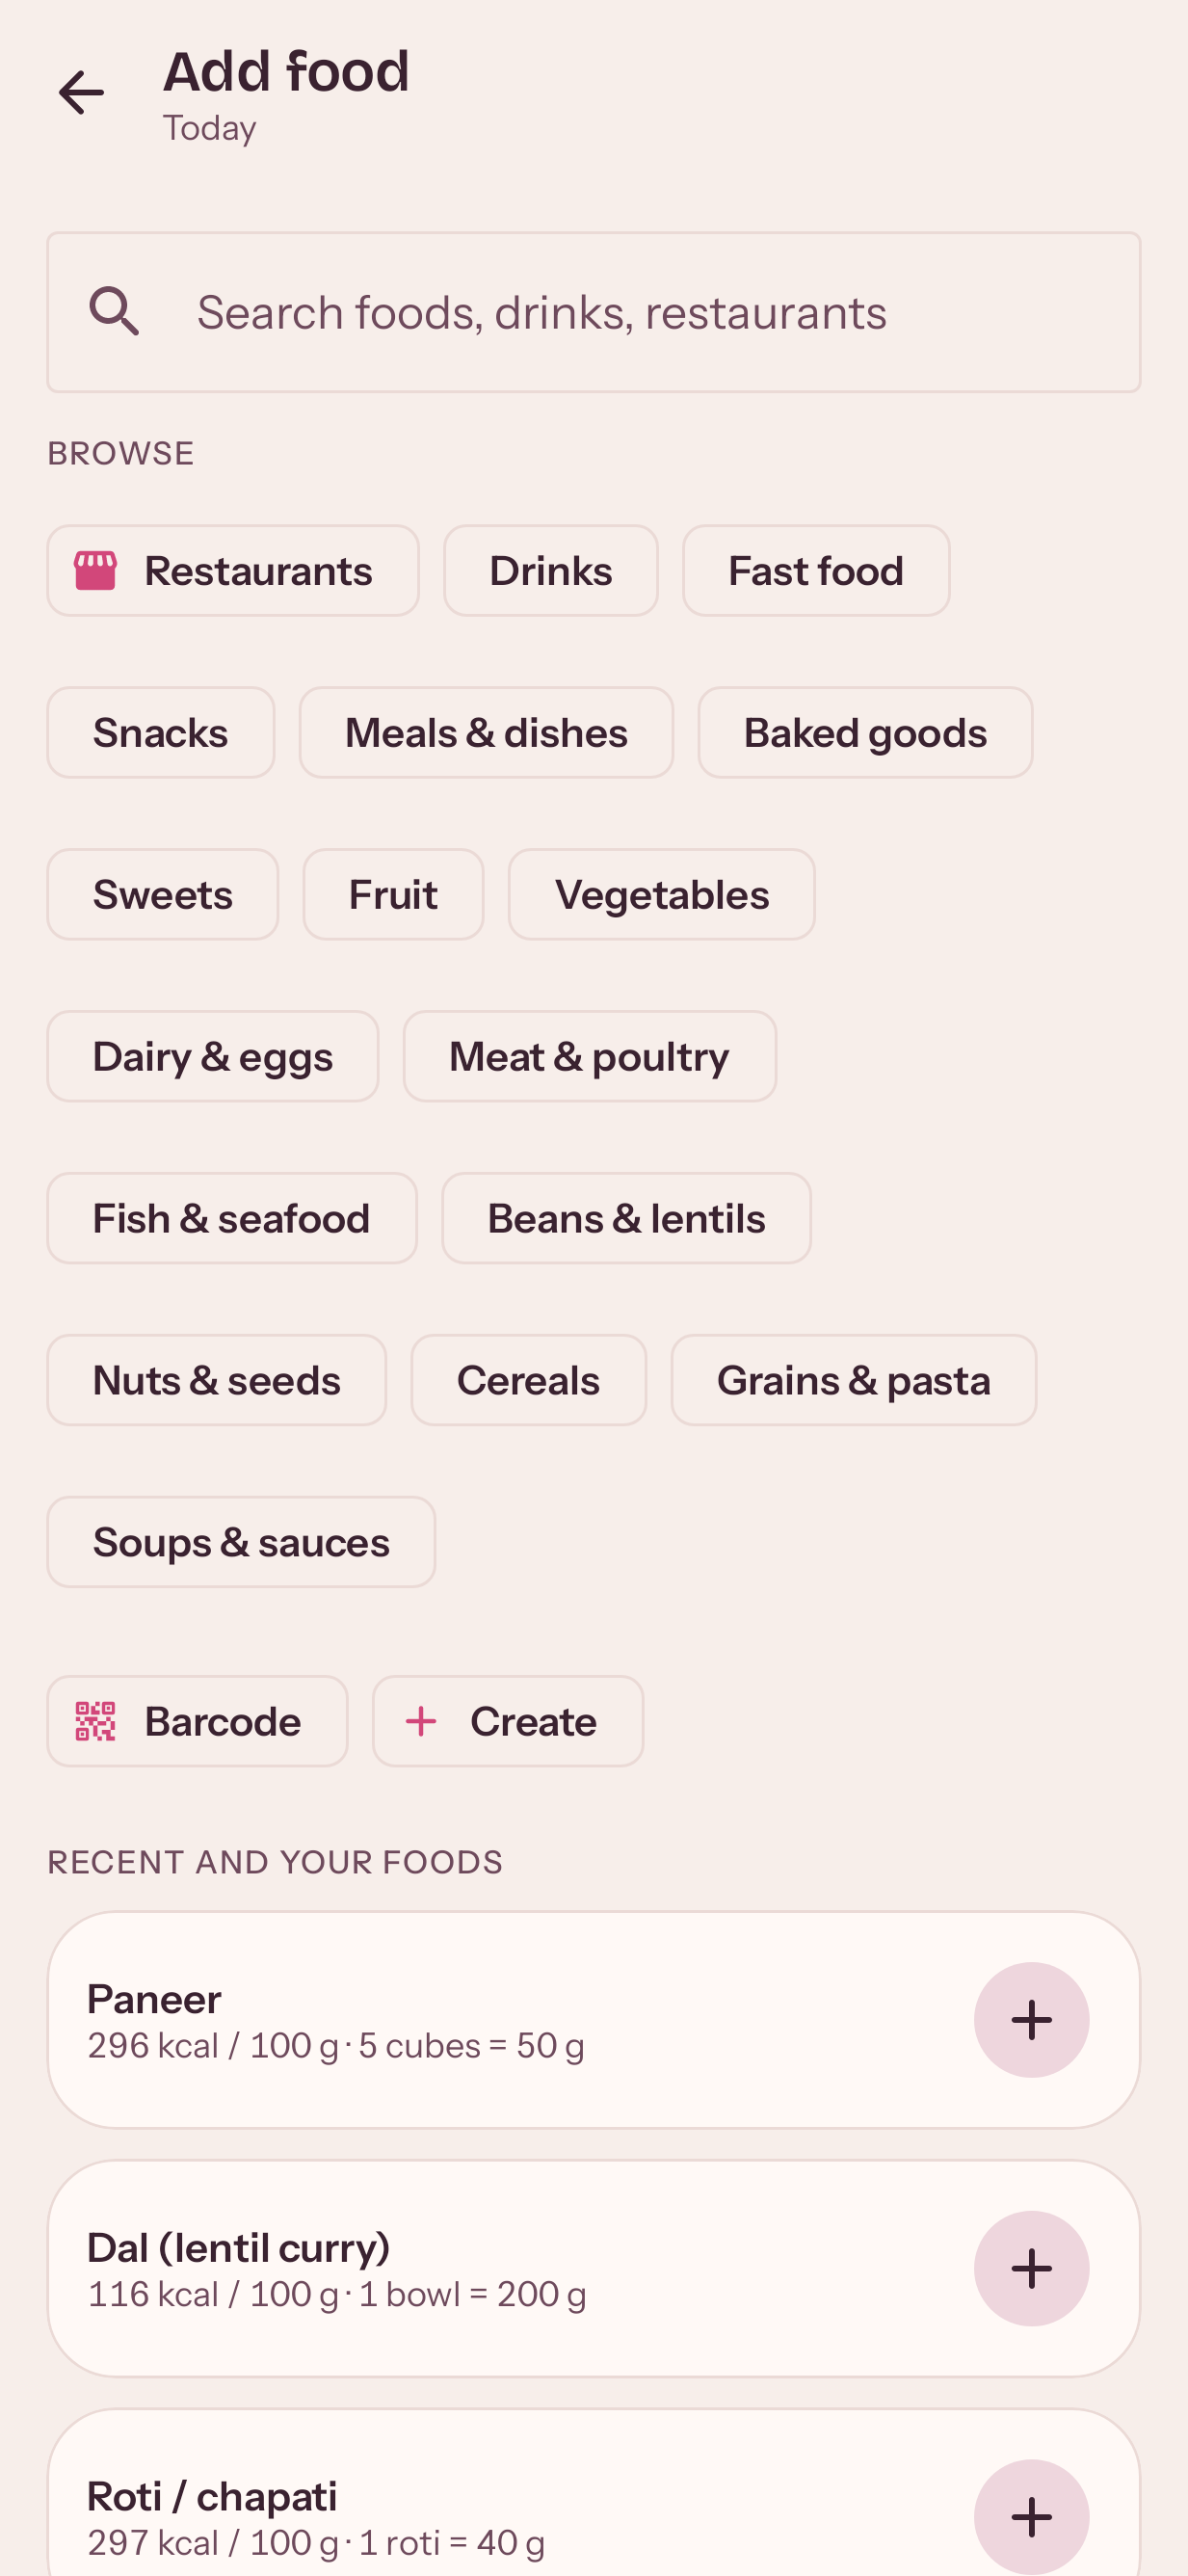 Add food
Today
Search foods, drinks, restaurants
BROWSE
Restaurants Drinks Fast food
Snacks Meals & dishes Baked goods
Sweets Fruit Vegetables
Dairy & eggs Meat & poultry
Fish & seafood Beans & lentils
Nuts & seeds Cereals Grains & pasta
Soups & sauces
Barcode Create
RECENT AND YOUR FOODS
Paneer
296 kcal / 100 g · 5 cubes = 50 g
Dal (lentil curry)
116 kcal / 100 g · 1 bowl = 200 g
Roti / chapati
297 kcal / 100 g · 1 roti = 40 g